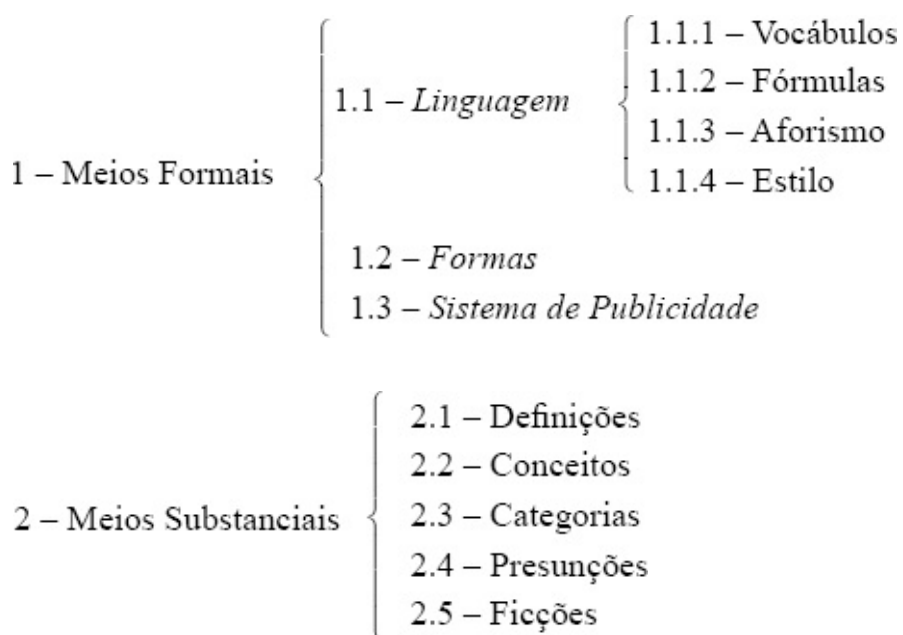 1.1.1 – Vocábulos
1.1 – Linguagem
1.1.2 – Fórmulas
1.1.3 – Aforismo
1 – Meios Formais
1.1.4 – Estilo
1.2 – Formas
1.3 – Sistema de Publicidade
2.1 – Definições
2.2 – Conceitos
2 – Meios Substanciais
2.3 – Categorias
2.4 – Presunções
2.5 – Ficções